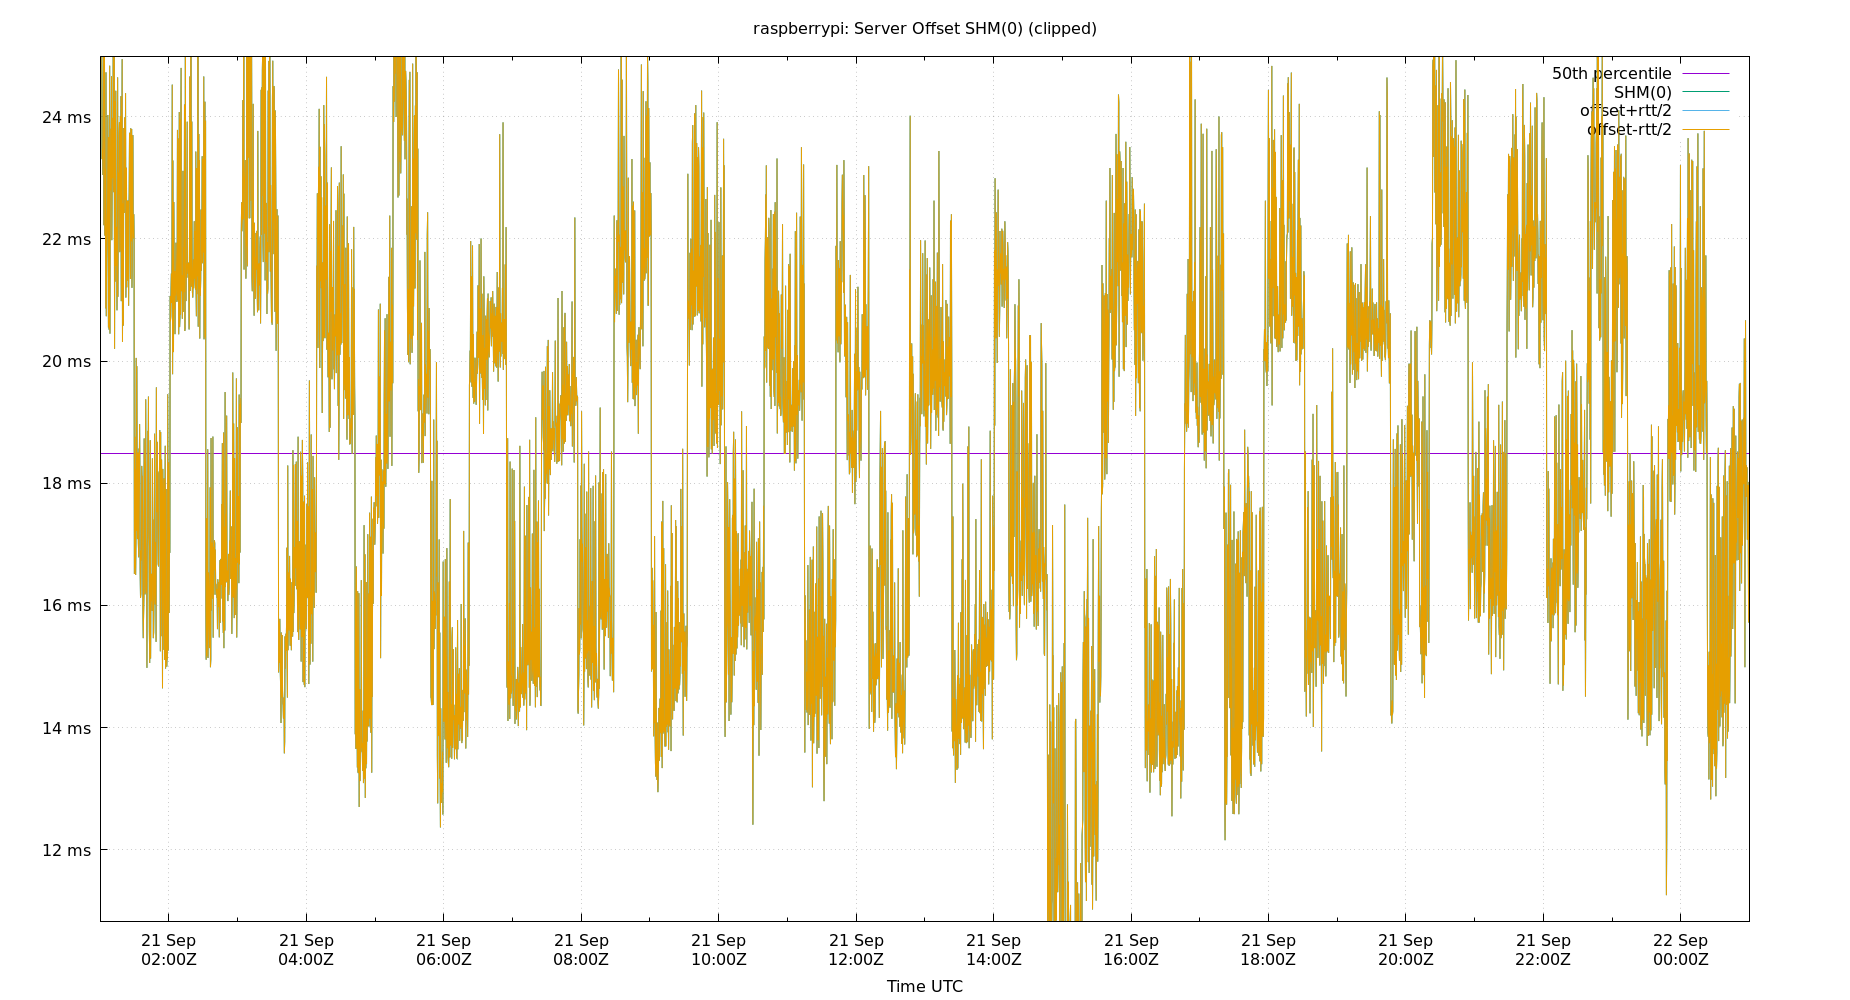 raspberrypi: Server Offset SHM(0) (clipped)
50th percentile
SHM(0)
offset+rtt/2
offset-rtt/2
24 ms
22 ms
20 ms
18 ms
16 ms
14 ms
12 ms
21 Sep 21 Sep 21 Sep 21 Sep 21 Sep 21 Sep 21 Sep 21 Sep 21 Sep 21 Sep 21 Sep 22 Sep
02:00Z 04:00Z 06:00Z 08:00Z 10:00Z 12:00Z 14:00Z 16:00Z 18:00Z 20:00Z 22:00Z 00:00Z
Time UTC